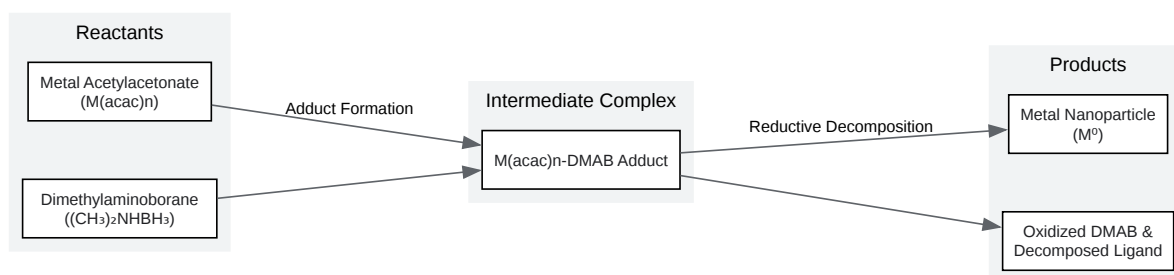 Reactants
Metal Acetylacetonate
(M(acac)n)
Dimethylaminoborane
((CH₃)₂NHBH₃)
Adduct Formation
Intermediate Complex
M(acac)n-DMAB Adduct
Reductive Decomposition
Products
Metal Nanoparticle
(M⁰)
Oxidized DMAB &
Decomposed Ligand